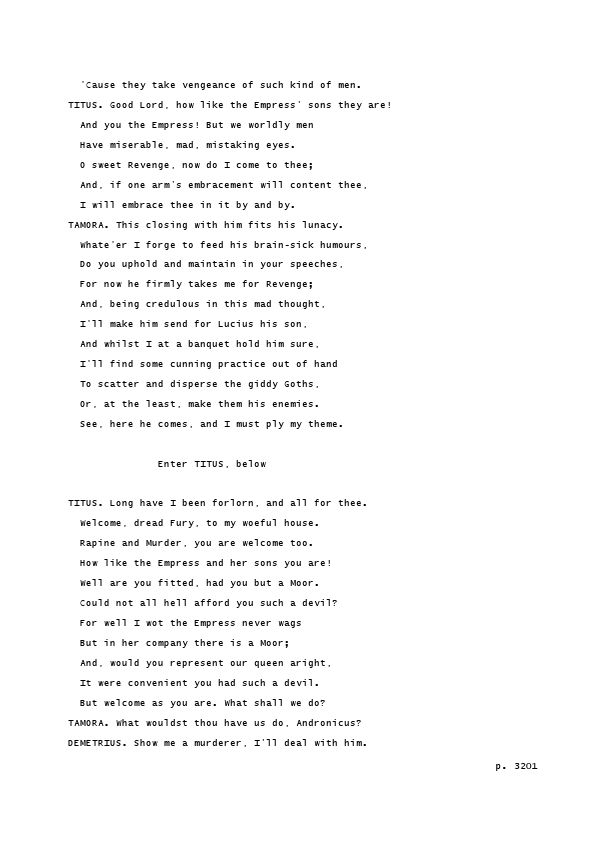 'Cause they take vengeance of such kind of men.
TITUS. Good Lord, how like the Empress' sons they are!
And you the Empress! But we worldly men
Have miserable, mad, mistaking eyes.
O sweet Revenge, now do I come to thee;
And, if one arm's embracement will content thee,
I will embrace thee in it by and by.
TAMORA. This closing with him fits his lunacy.
Whate'er I forge to feed his brain-sick humours,
Do you uphold and maintain in your speeches,
For now he firmly takes me for Revenge;
And, being credulous in this mad thought,
I'll make him send for Lucius his son,
And whilst I at a banquet hold him sure,
I'll find some cunning practice out of hand
To scatter and disperse the giddy Goths,
Or, at the least, make them his enemies.
See, here he comes, and I must ply my theme.
Enter TITUS, below
TITUS. Long have I been forlorn, and all for thee.
Welcome, dread Fury, to my woeful house.
Rapine and Murder, you are welcome too.
How like the Empress and her sons you are!
Well are you fitted, had you but a Moor.
Could not all hell afford you such a devil?
For well I wot the Empress never wags
But in her company there is a Moor;
And, would you represent our queen aright,
It were convenient you had such a devil.
But welcome as you are. What shall we do?
TAMORA. What wouldst thou have us do, Andronicus?
DEMETRIUS. Show me a murderer, I'll deal with him.
p. 3201